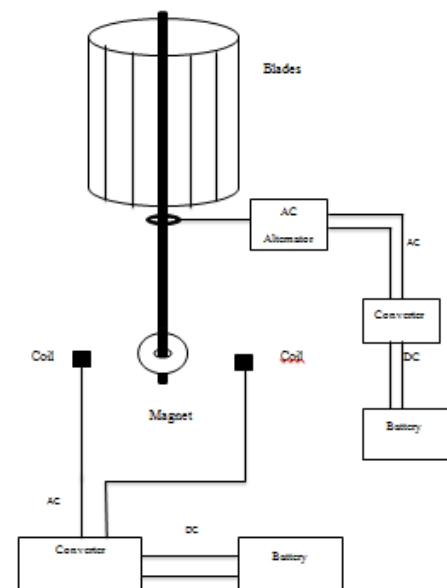 Blades
AC
Alternator
AC
Converter
DC
Battery
Coil
Coil
Magnet
AC
DC
Converter
Battery